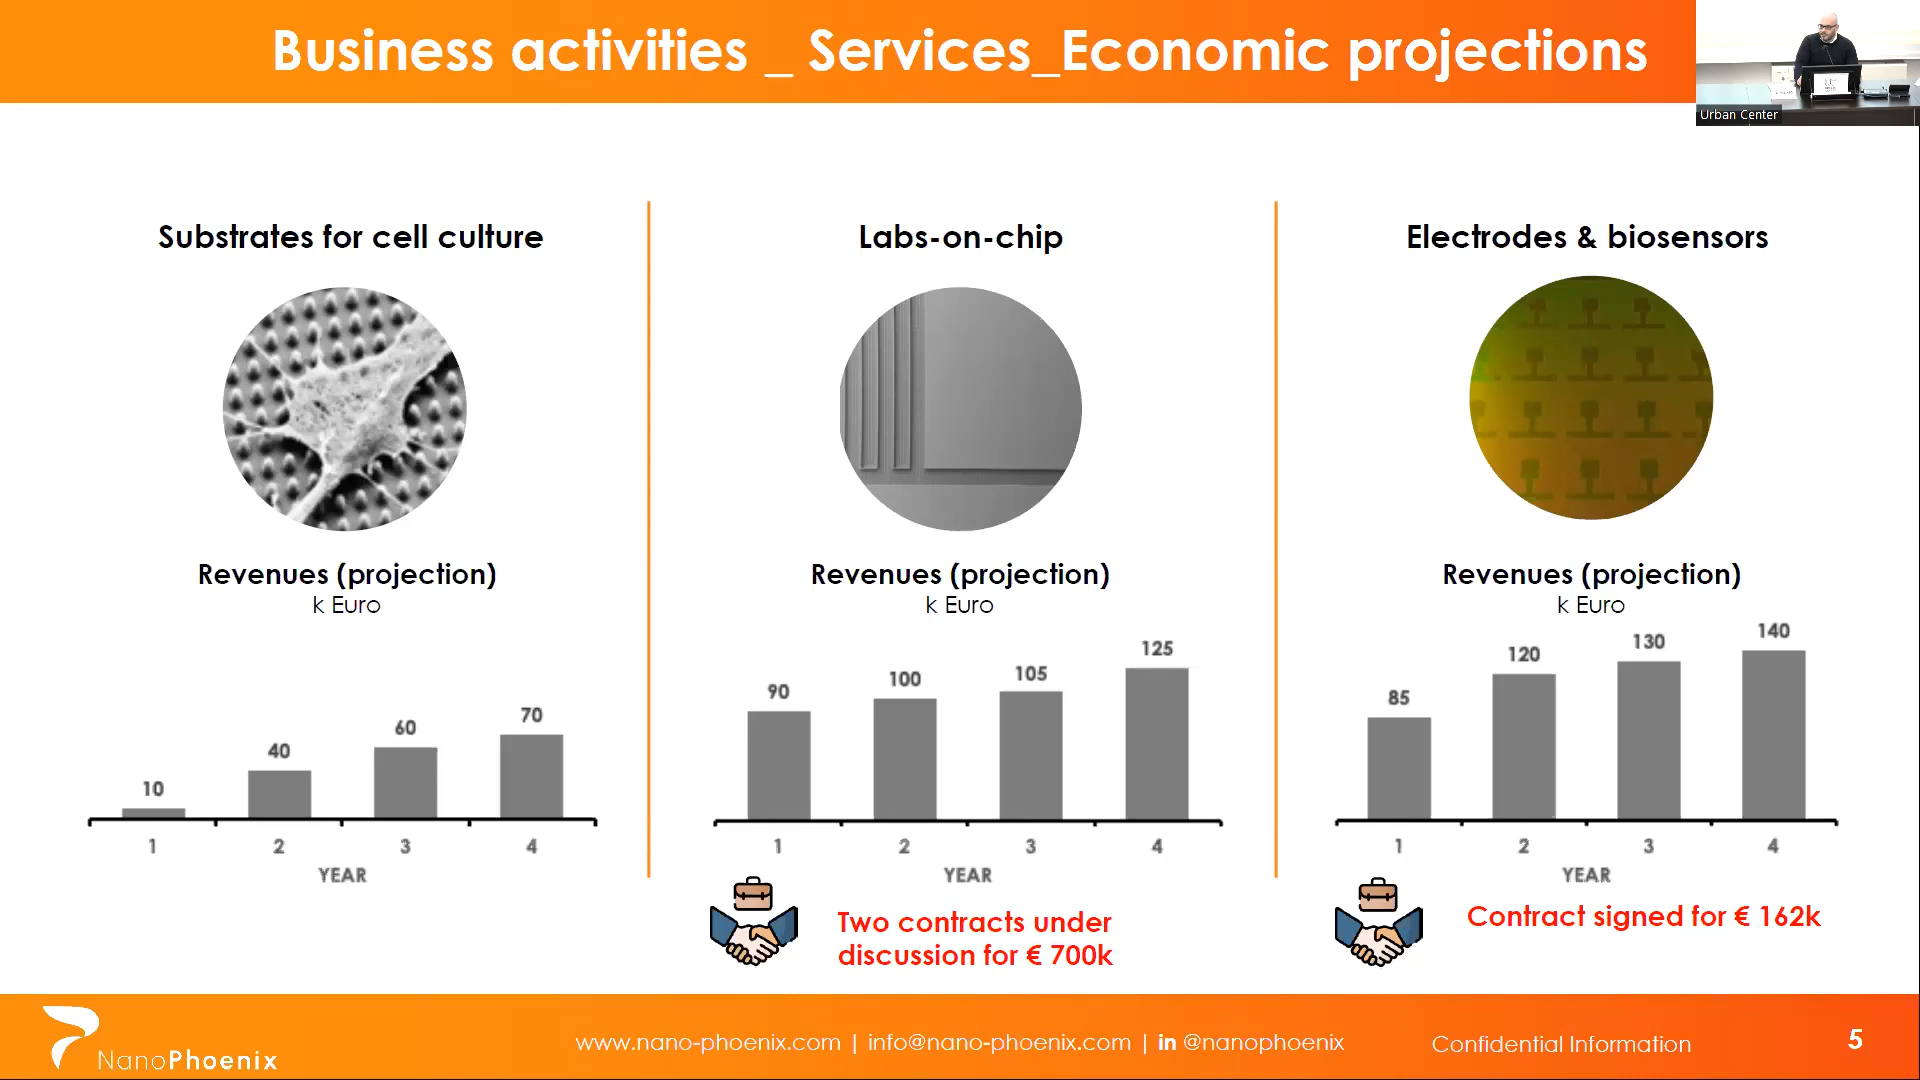 Business activities _ Services_Economic projections
Urban Center
Substrates for cell culture
Revenues (projection)
k Euro
10
40
60
70
1 2 3 4
YEAR
Labs-on-chip
Revenues (projection)
k Euro
90
100
105
125
1 2 3 4
YEAR
Two contracts under
discussion for € 700k
Electrodes & biosensors
Revenues (projection)
k Euro
85
120
130
140
1 2 3 4
YEAR
Contract signed for € 162k
NanoPhoenix
www.nano-phoenix.com | info@nano-phoenix.com | in @nanophoenix
Confidential Information
5